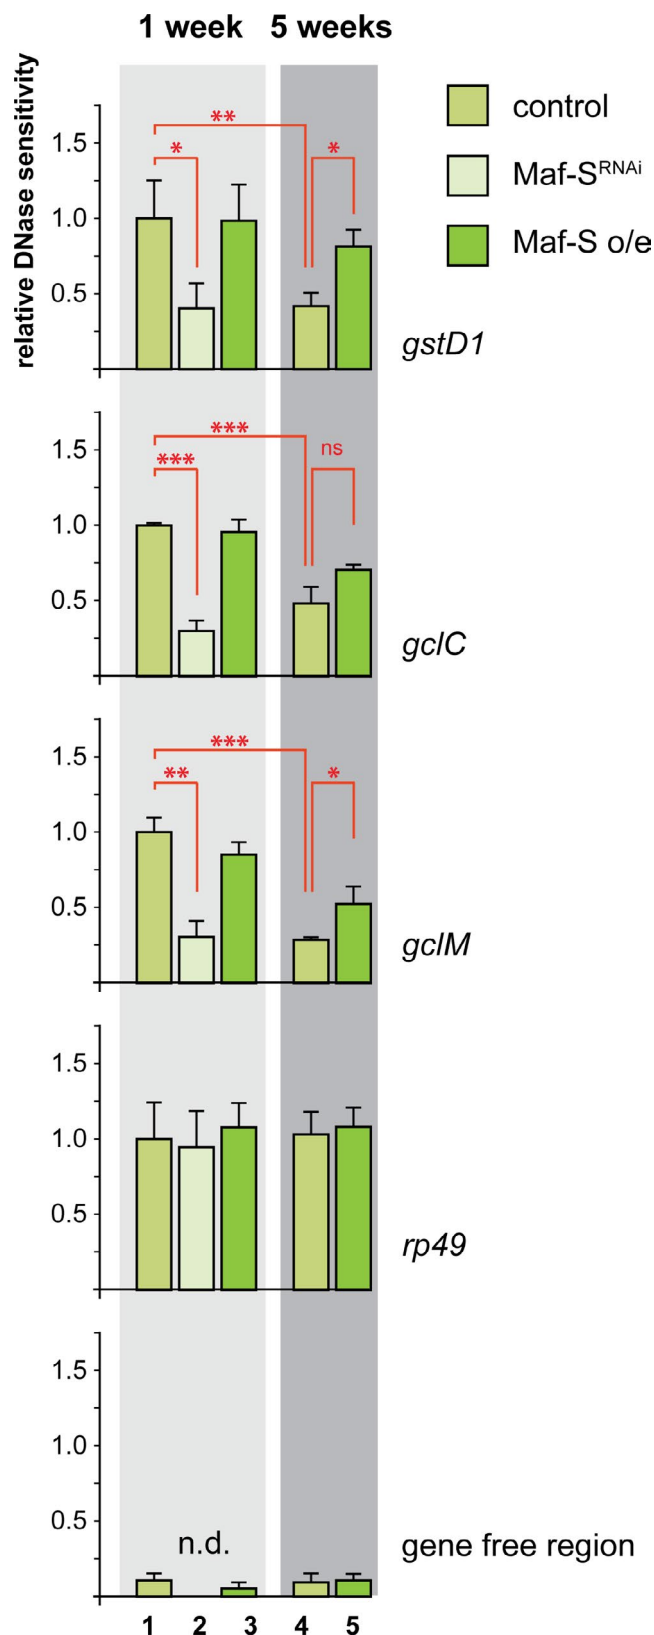 1 week 5 weeks
relative DNase sensitivity
control
Maf-S^RNAi
Maf-S o/e
1.5
1.0
0.5
**
*
*
gstD1
1.5
1.0
0.5
***
***
ns
gclC
1.5
1.0
0.5
***
**
*
gclM
1.5
1.0
0.5
rp49
1.5
1.0
0.5
n.d.
gene free region
1 2 3 4 5